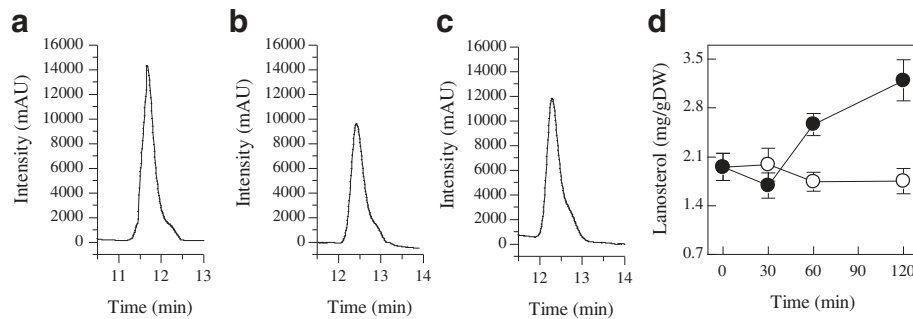 a
Intensity (mAU)
16000
14000
12000
10000
8000
6000
4000
2000
0
11 12 13
Time (min)
b
Intensity (mAU)
16000
14000
12000
10000
8000
6000
4000
2000
0
12 13 14
Time (min)
c
Intensity (mAU)
16000
14000
12000
10000
8000
6000
4000
2000
0
12 13 14
Time (min)
d
Lanosterol (mg/gDW)
3.5
2.8
2.1
1.4
0.7
0 30 60 90 120
Time (min)